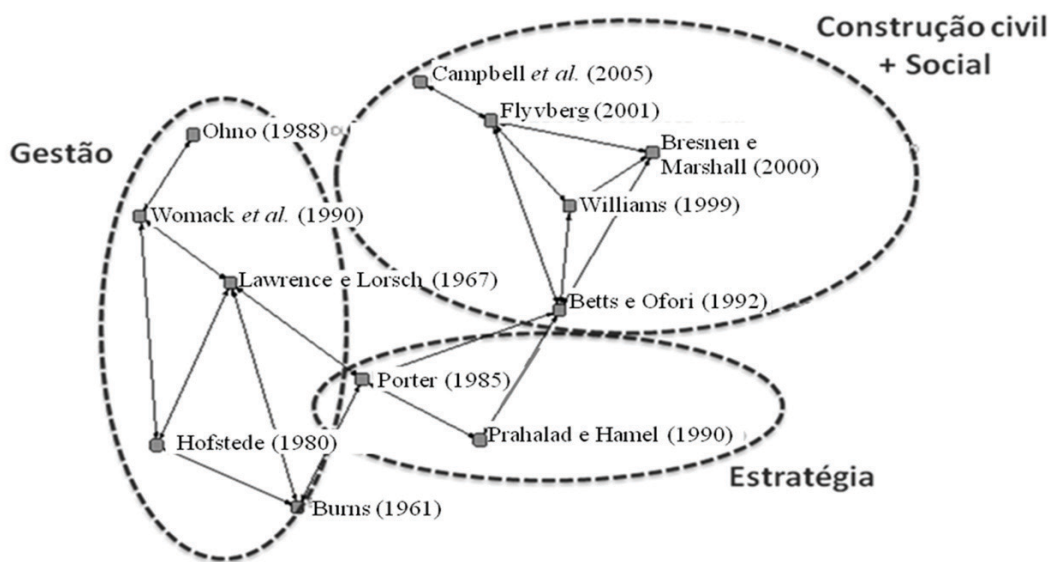 Construção civil
+ Social
Campbell et al. (2005)
Flyvberg (2001)
Ohno (1988)
Bresnen e
Marshall (2000)
Gestão
Williams (1999)
Womack et al. (1990)
Lawrence e Lorsch (1967)
Betts e Ofori (1992)
Porter (1985)
Prahalad e Hamel (1990)
Hofstede (1980)
Estratégia
Burns (1961)